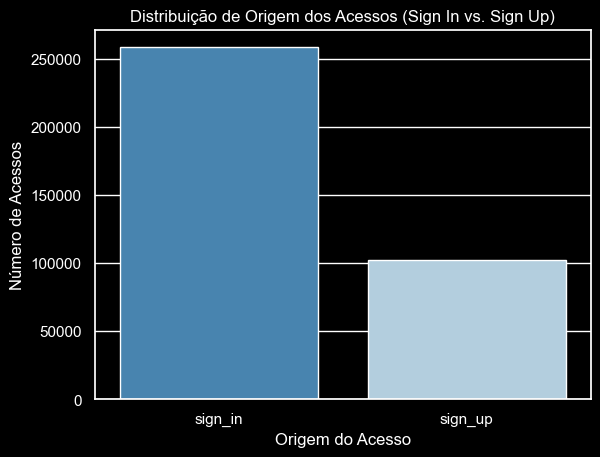 Distribuição de Origem dos Acessos (Sign In vs. Sign Up)
Número de Acessos
250000
200000
150000
100000
50000
0
sign_in sign_up
Origem do Acesso